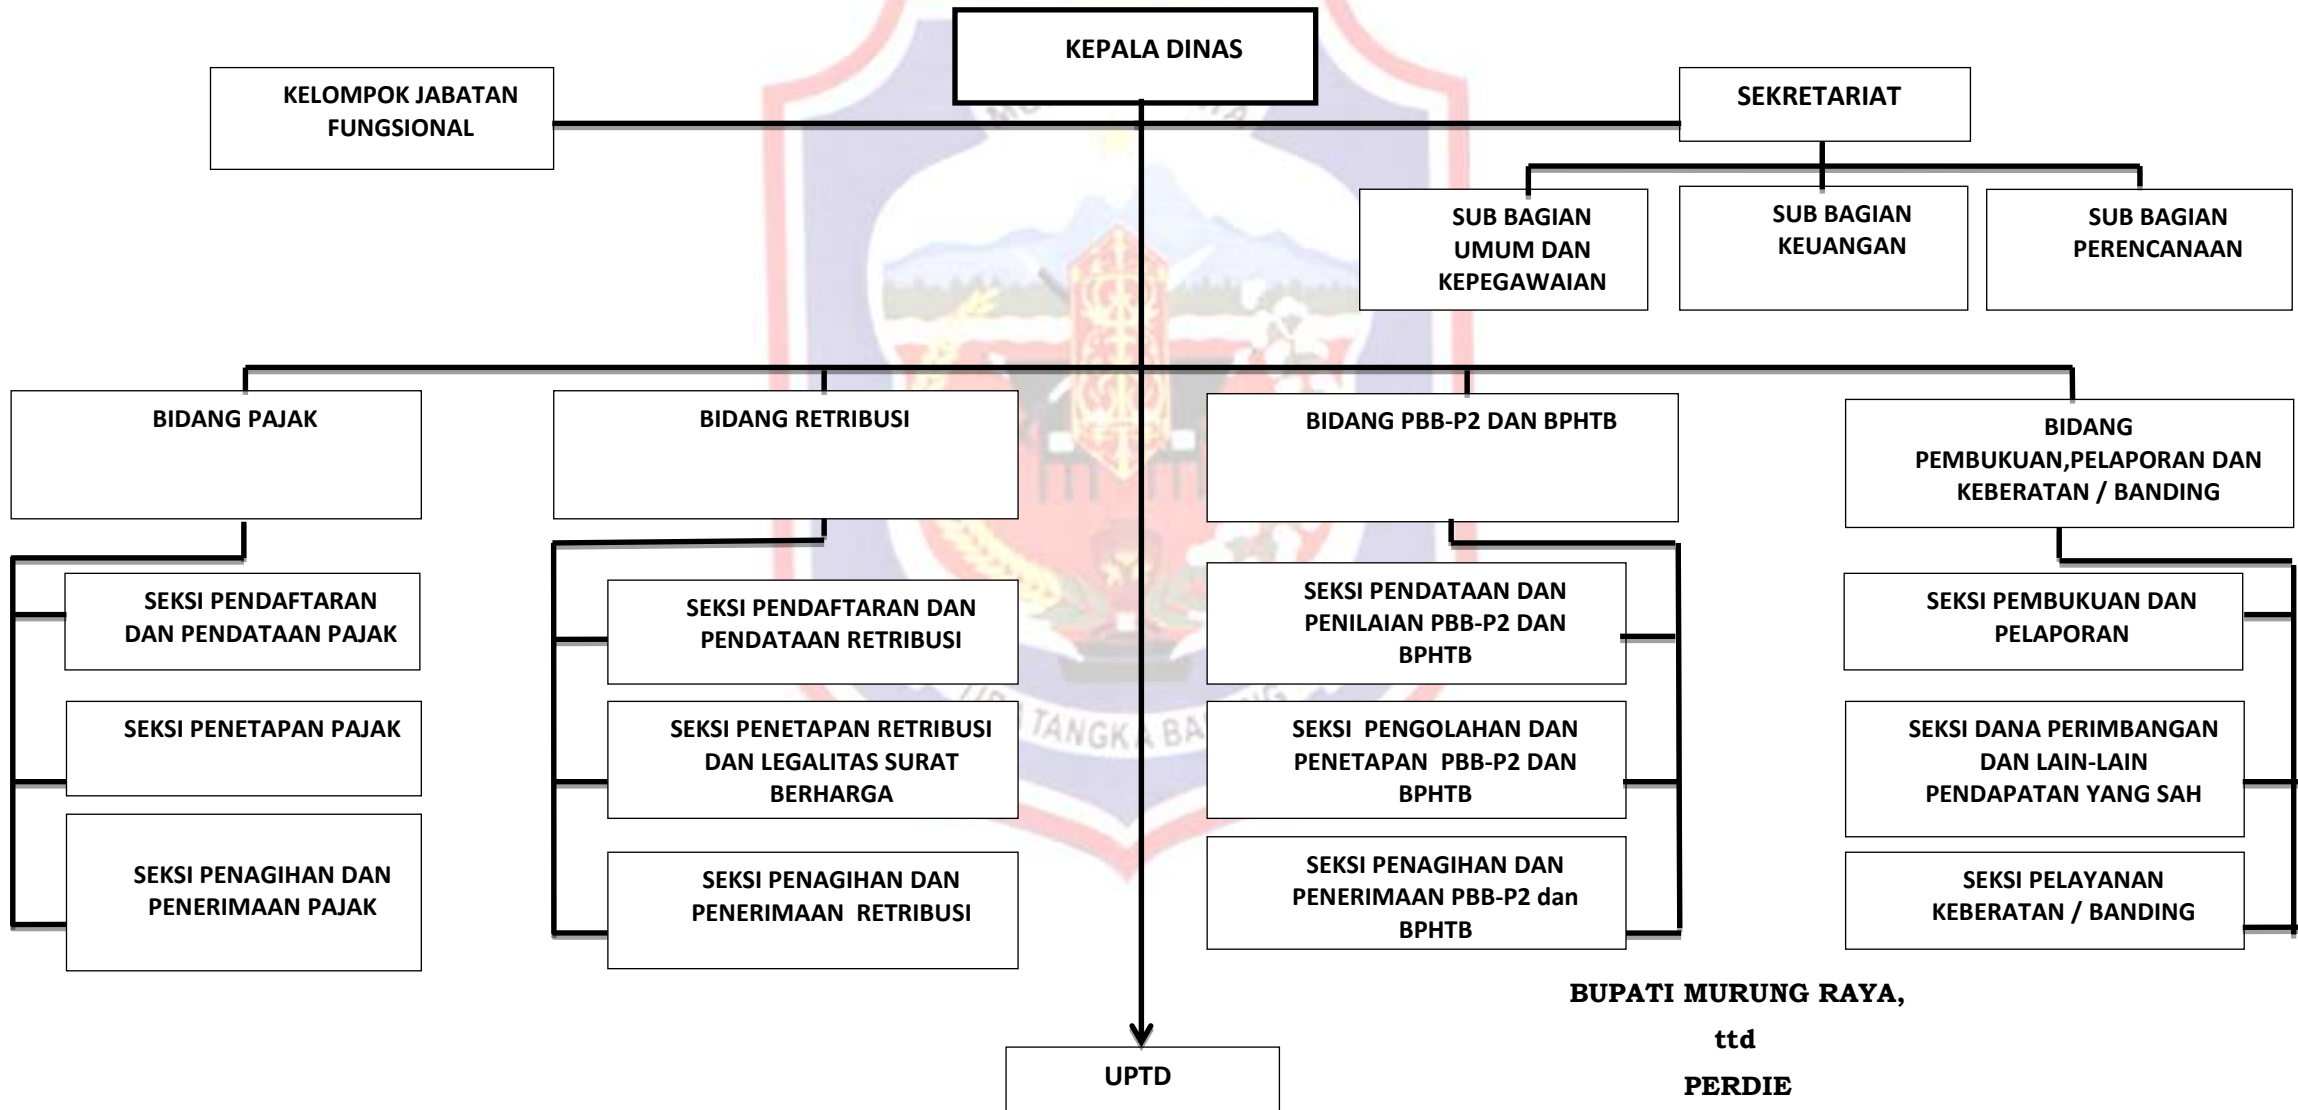 KEPALA DINAS
KELOMPOK JABATAN
FUNGSIONAL
SEKRETARIAT
SUB BAGIAN
UMUM DAN
KEPEGAWAIAN
SUB BAGIAN
KEUANGAN
SUB BAGIAN
PERENCANAAN
BIDANG PAJAK
BIDANG RETRIBUSI
BIDANG PBB-P2 DAN BPHTB
BIDANG
PEMBUKUAN,PELAPORAN DAN
KEBERATAN / BANDING
SEKSI PENDAFTARAN
DAN PENDATAAN PAJAK
SEKSI PENETAPAN PAJAK
SEKSI PENAGIHAN DAN
PENERIMAAN PAJAK
SEKSI PENDAFTARAN DAN
PENDATAAN RETRIBUSI
SEKSI PENETAPAN RETRIBUSI
DAN LEGALITAS SURAT
BERHARGA
SEKSI PENAGIHAN DAN
PENERIMAAN RETRIBUSI
SEKSI PENDATAAN DAN
PENILAIAN PBB-P2 DAN
BPHTB
SEKSI PENGOLAHAN DAN
PENETAPAN PBB-P2 DAN
BPHTB
SEKSI PENAGIHAN DAN
PENERIMAAN PBB-P2 dan
BPHTB
SEKSI PEMBUKUAN DAN
PELAPORAN
SEKSI DANA PERIMBANGAN
DAN LAIN-LAIN
PENDAPATAN YANG SAH
SEKSI PELAYANAN
KEBERATAN / BANDING
TANGKA
UPTD
BUPATI MURUNG RAYA,
ttd
PERDIE